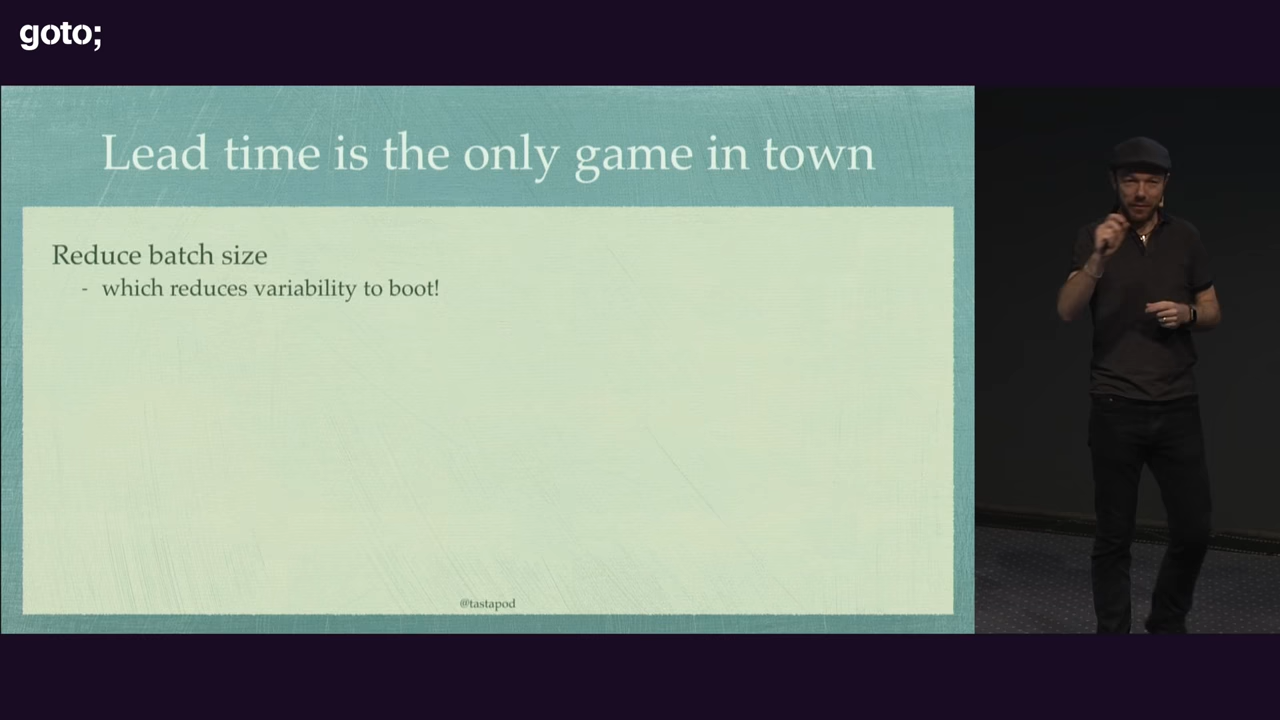 goto;
Lead time is the only game in town
Reduce batch size
- which reduces variability to boot!
@tastapod